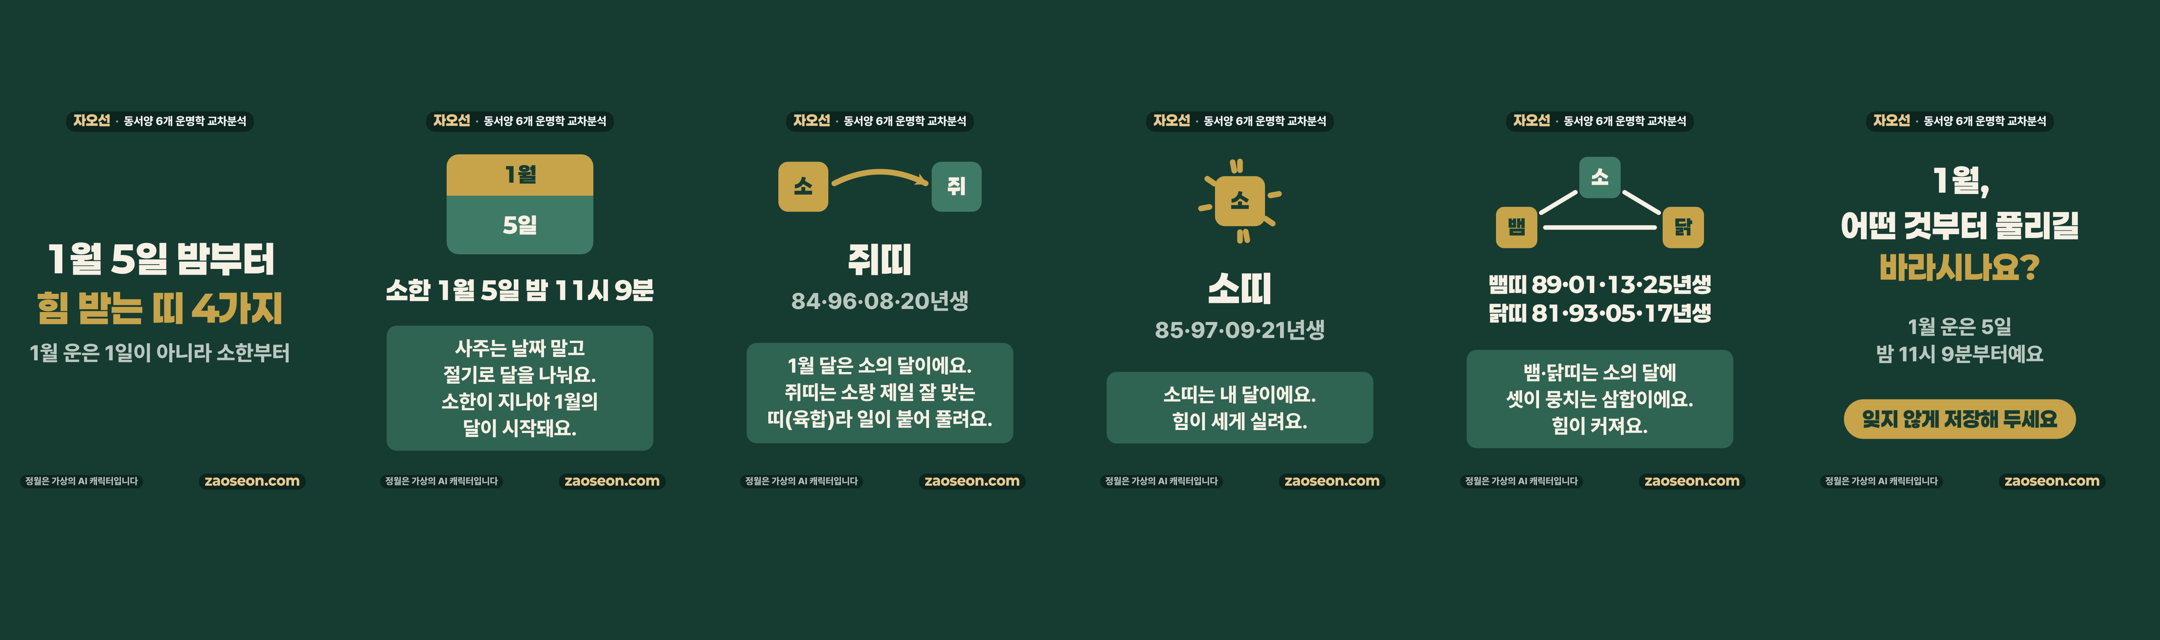 자오선 · 동서양 6개 운명학 교차분석
1월 5일 밤부터
힘 받는 띠 4가지
1월 운은 1일이 아니라 소한부터
정월은 가상의 AI 캐릭터입니다
zaoseon.com
자오선 · 동서양 6개 운명학 교차분석
1월
5일
소한 1월 5일 밤 11시 9분
사주는 날짜 말고
절기로 달을 나눠요.
소한이 지나야 1월의
달이 시작돼요.
정월은 가상의 AI 캐릭터입니다
zaoseon.com
자오선 · 동서양 6개 운명학 교차분석
소
쥐
쥐띠
84·96·08·20년생
1월 달은 소의 달이에요.
쥐띠는 소랑 제일 잘 맞는
띠(육합)라 일이 붙어 풀려요.
정월은 가상의 AI 캐릭터입니다
zaoseon.com
자오선 · 동서양 6개 운명학 교차분석
소
소띠
85·97·09·21년생
소띠는 내 달이에요.
힘이 세게 실려요.
정월은 가상의 AI 캐릭터입니다
zaoseon.com
자오선 · 동서양 6개 운명학 교차분석
소
뱀
닭
뱀띠 89·01·13·25년생
닭띠 81·93·05·17년생
뱀·닭띠는 소의 달에
셋이 뭉치는 삼합이에요.
힘이 커져요.
정월은 가상의 AI 캐릭터입니다
zaoseon.com
자오선 · 동서양 6개 운명학 교차분석
1월,
어떤 것부터 풀리길
바라시나요?
1월 운은 5일
밤 11시 9분부터예요
잊지 않게 저장해 두세요
정월은 가상의 AI 캐릭터입니다
zaoseon.com